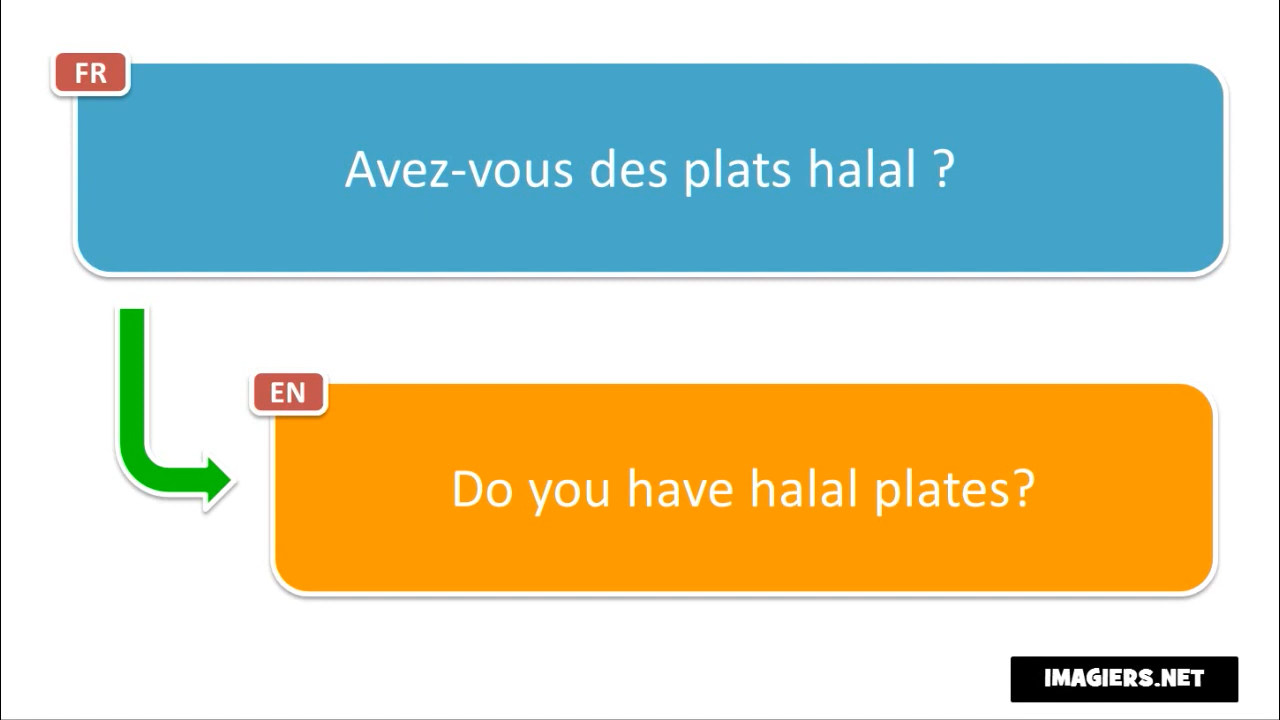 FR
Avez-vous des plats halal ?
EN
Do you have halal plates?
IMAGIERS.NET